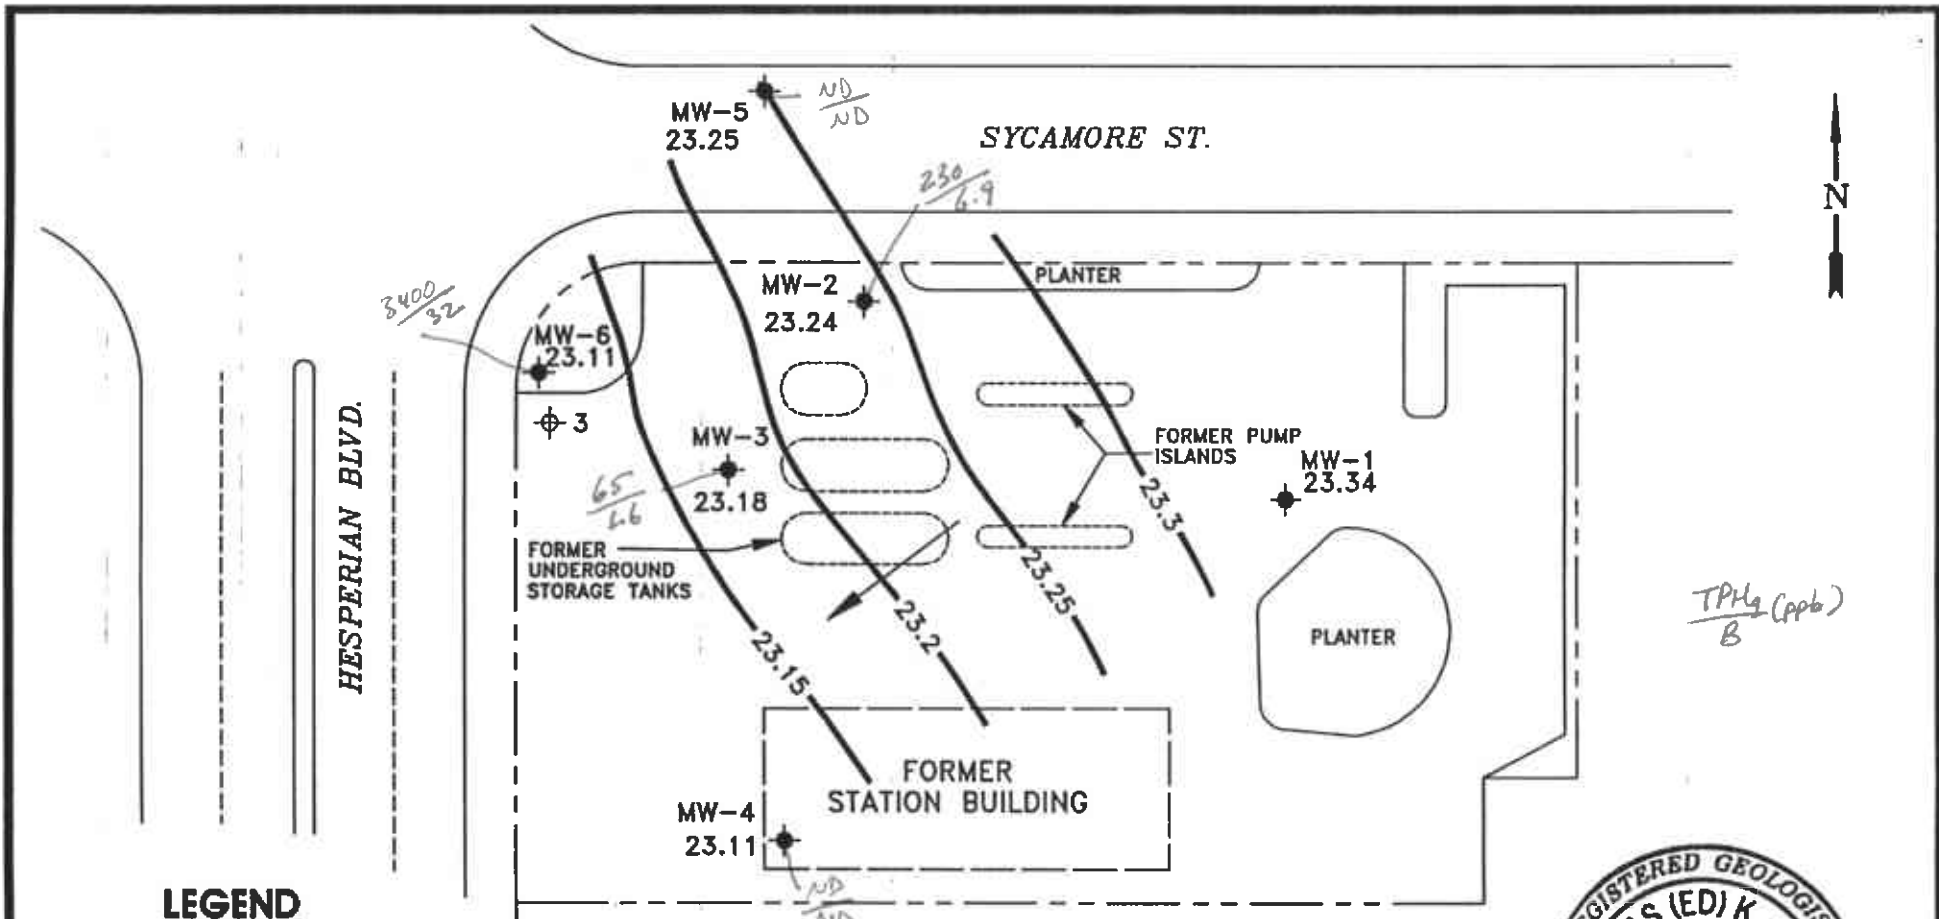 MW-5
23.25
ND
ND
SYCAMORE ST.
230
6.9
N
PLANTER
MW-2
23.24
3400
32
MW-6
23.11
3
HESPERIAN BLVD.
MW-3
23.18
65
1.6
FORMER PUMP
ISLANDS
MW-1
23.34
23.3
FORMER
UNDERGROUND
STORAGE TANKS
23.25
23.2
23.15
PLANTER
TPHg (ppb)
B
FORMER
STATION BUILDING
MW-4
23.11
ND
ND
LEGEND
(ED) K